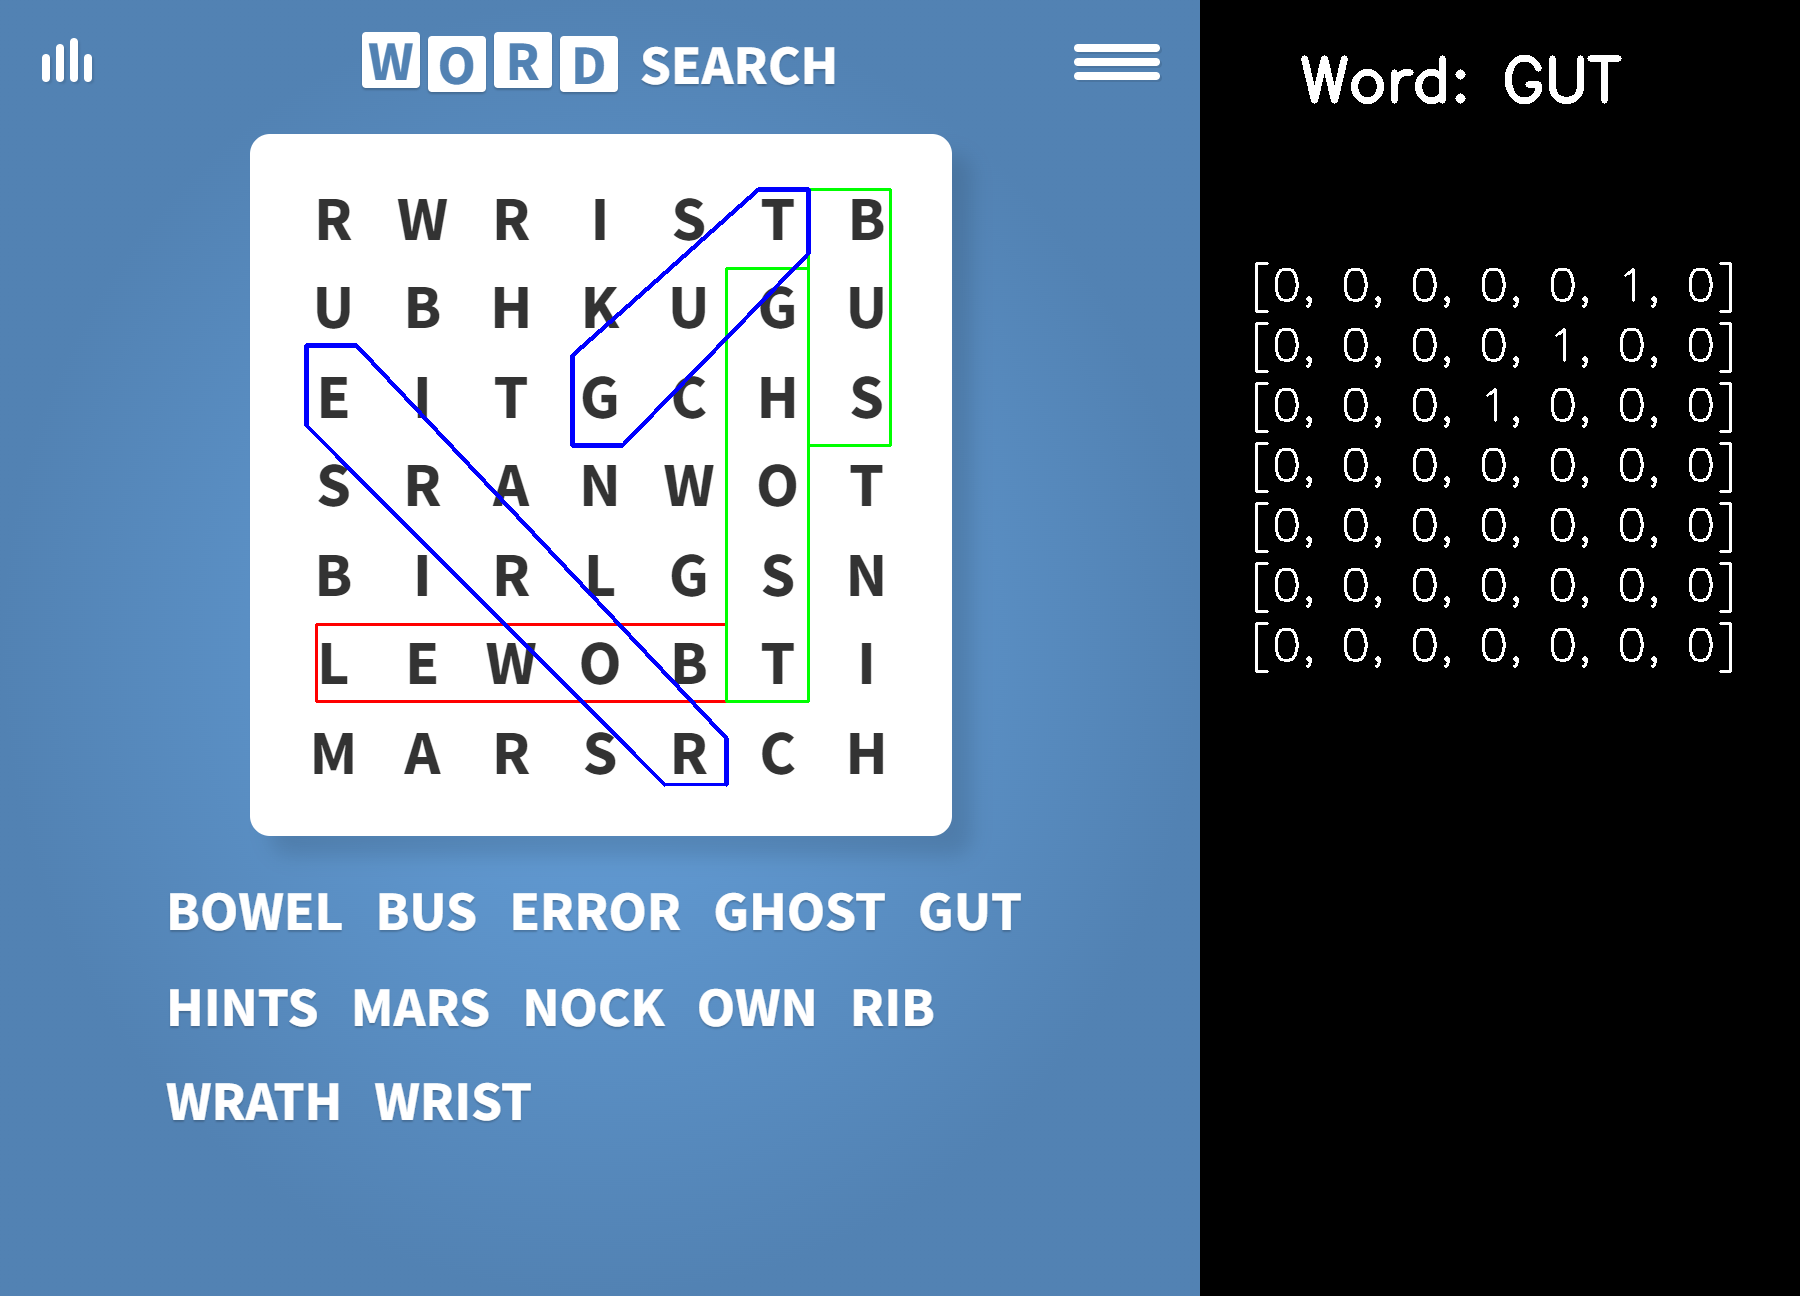 WORD SEARCH
R W R I S T B
U B H K U G U
E I T G C H S
S R A N W O T
B I R L G S N
L E W O B T I
M A R S R C H
BOWEL BUS ERROR GHOST GUT
HINTS MARS NOCK OWN RIB
WRATH WRIST
Word: GUT
[0, 0, 0, 0, 0, 1, 0]
[0, 0, 0, 0, 1, 0, 0]
[0, 0, 0, 1, 0, 0, 0]
[0, 0, 0, 0, 0, 0, 0]
[0, 0, 0, 0, 0, 0, 0]
[0, 0, 0, 0, 0, 0, 0]
[0, 0, 0, 0, 0, 0, 0]